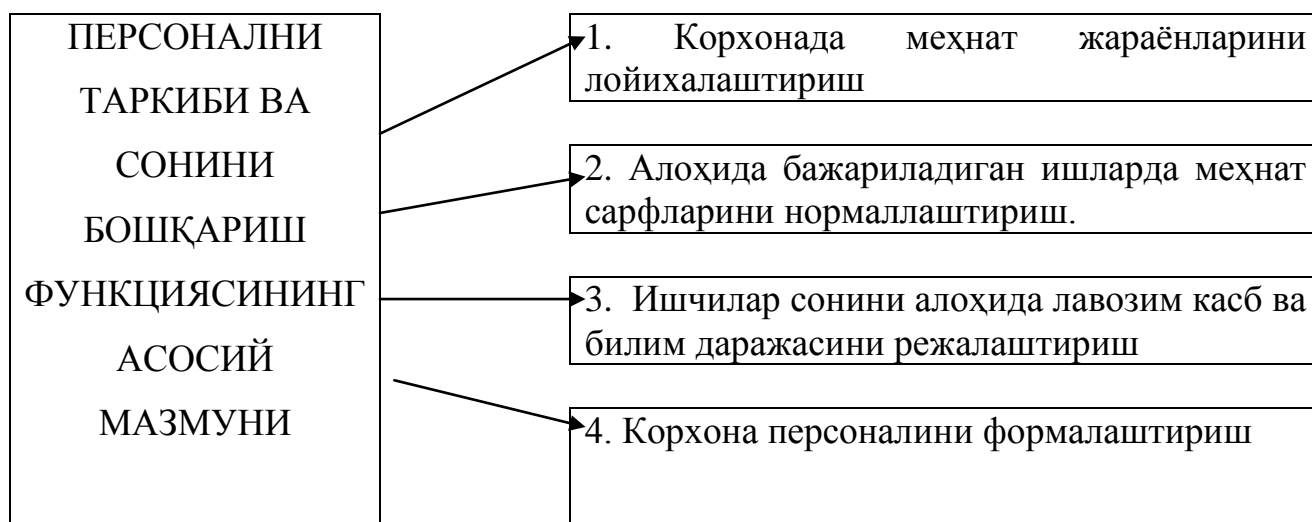 ПЕРСОНАЛНИ
ТАРКИБИ ВА
СОНИНИ
БОШҚАРИШ
ФУНКЦИЯСИНИНГ
АСОСИЙ
МАЗМУНИ
1. Корхонада меҳнат жараёнларини
лойихалаштириш
2. Алоҳида бажариладиган ишларда меҳнат
сарфларини нормаллаштириш.
3. Ишчилар сонини алоҳида лавозим касб ва
билим даражасини режалаштириш
4. Корхона персоналини формалаштириш